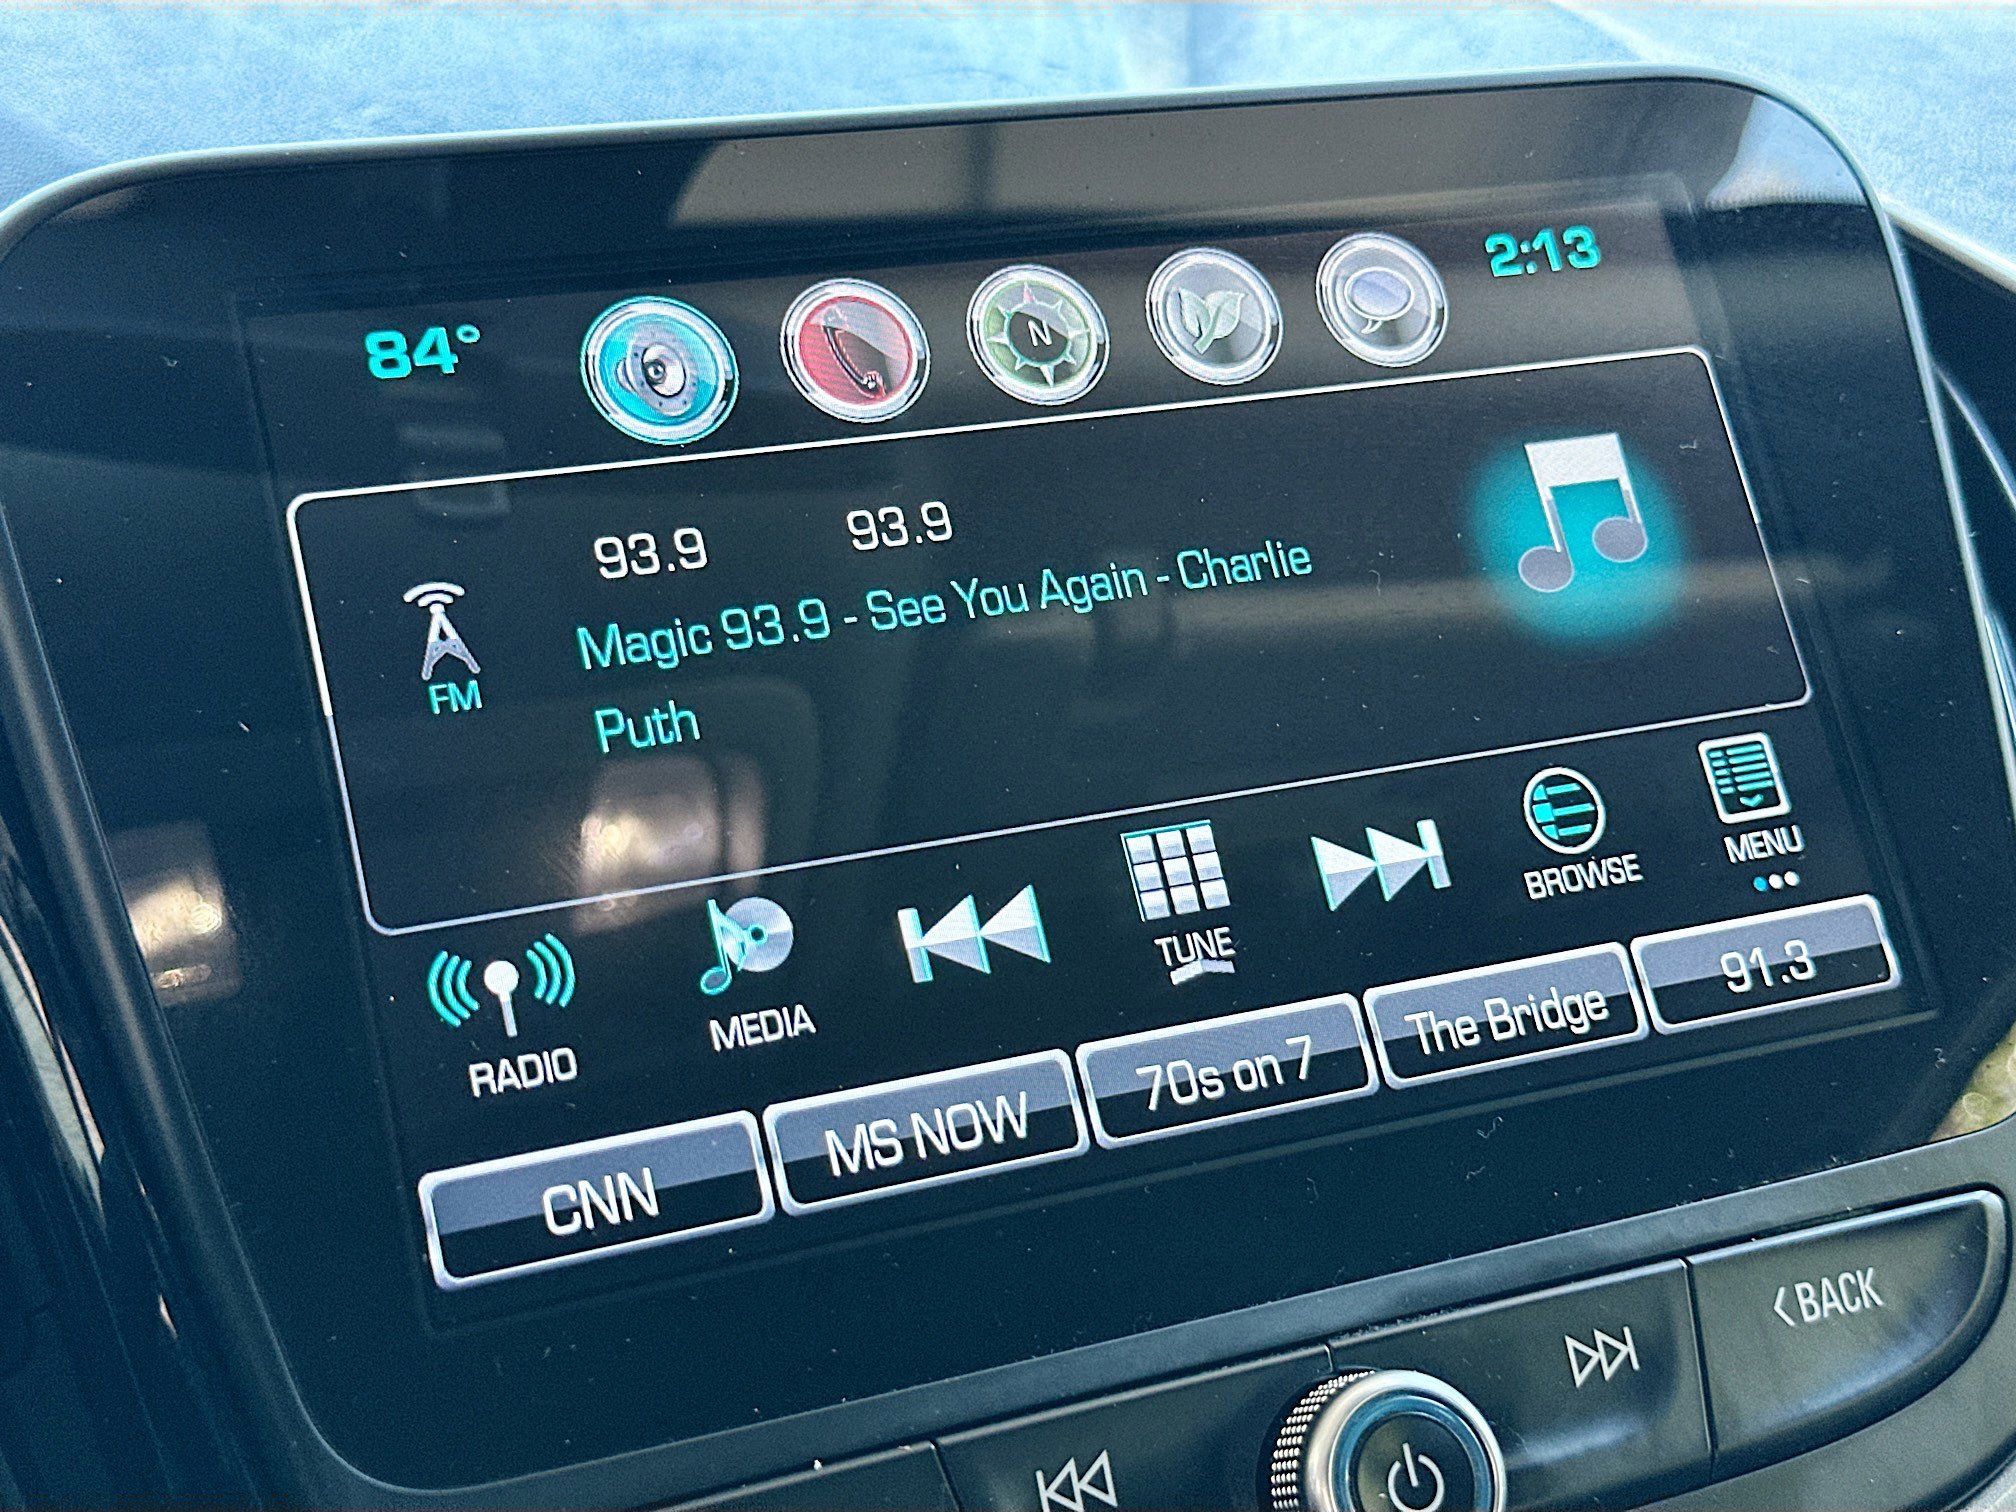 84° 2:13
N
93.9 93.9
Magic 93.9 - See You Again - Charlie
Puth
FM
RADIO MEDIA TUNE BROWSE MENU
CNN MS NOW 70s on 7 The Bridge 91.3
BACK